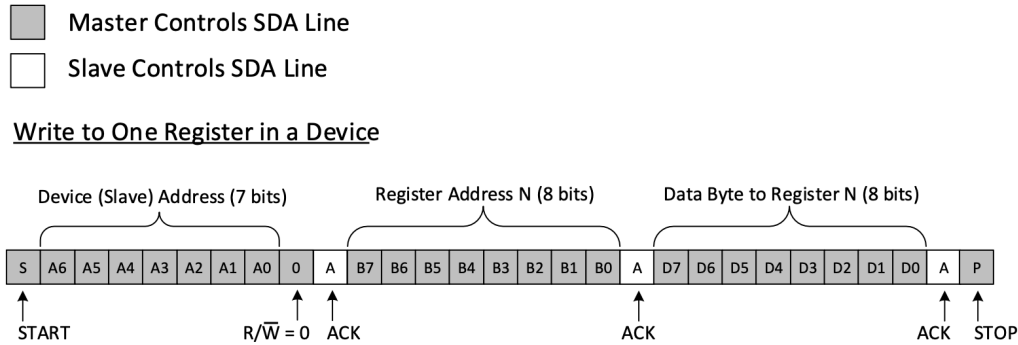 Master Controls SDA Line
Slave Controls SDA Line
Write to One Register in a Device
Device (Slave) Address (7 bits) Register Address N (8 bits) Data Byte to Register N (8 bits)
S A6 A5 A4 A3 A2 A1 A0 0 A B7 B6 B5 B4 B3 B2 B1 B0 A D7 D6 D5 D4 D3 D2 D1 D0 A P
START R/W̅ = 0 ACK ACK ACK STOP